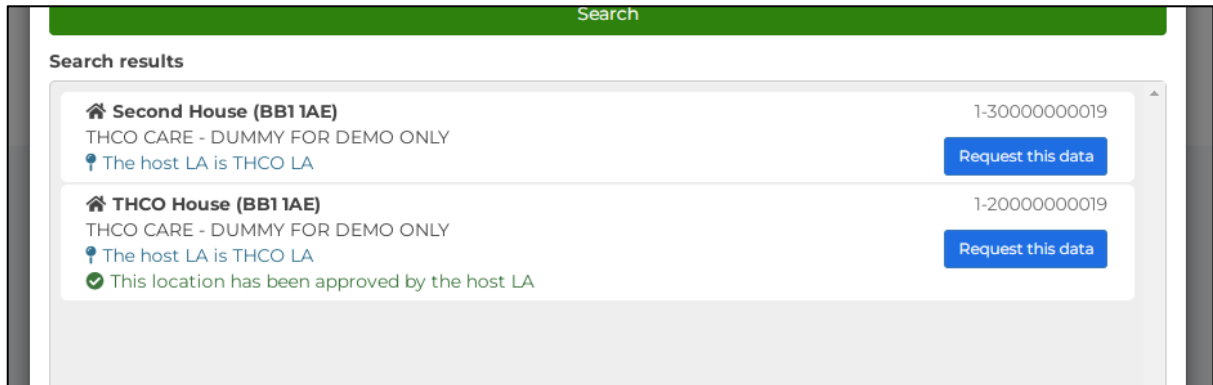 Search
Search results
Second House (BB1 1AE)
1-30000000019
THCO CARE - DUMMY FOR DEMO ONLY
The host LA is THCO LA
Request this data
THCO House (BB1 1AE)
1-20000000019
THCO CARE - DUMMY FOR DEMO ONLY
The host LA is THCO LA
Request this data
This location has been approved by the host LA